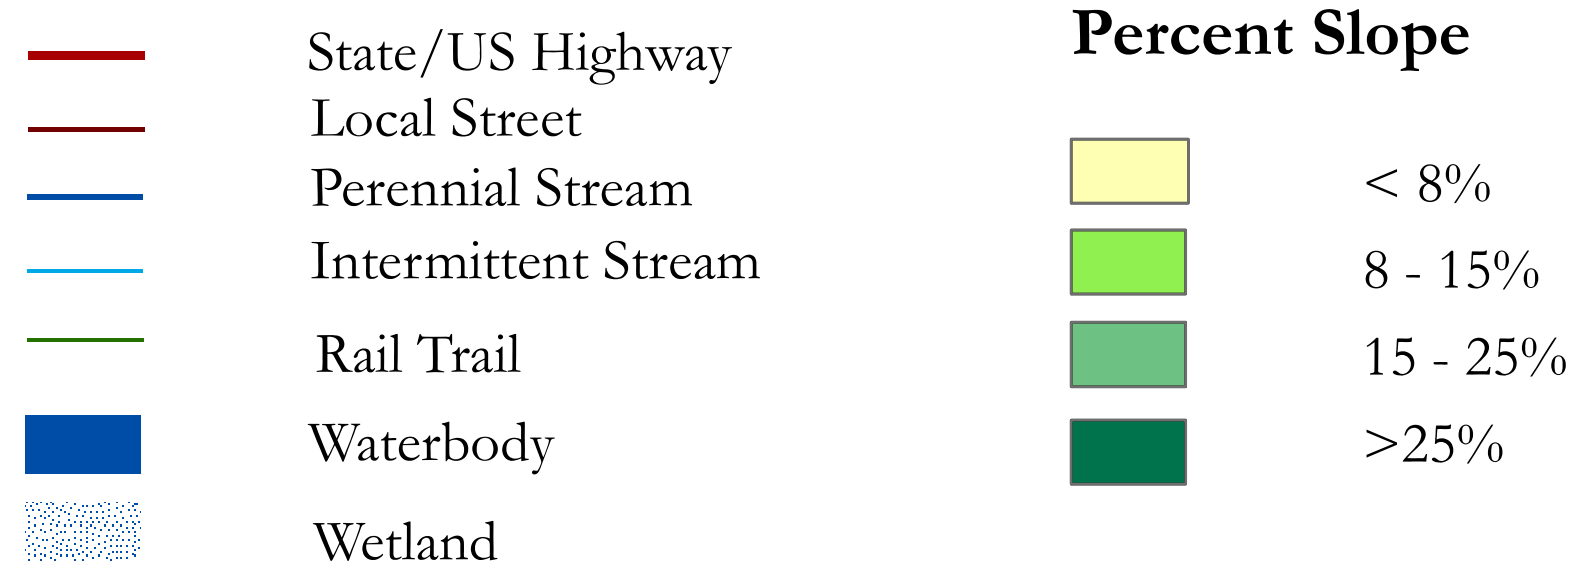 State/US Highway
Local Street
Perennial Stream
Intermittent Stream
Rail Trail
Waterbody
Wetland
Percent Slope
< 8%
8 - 15%
15 - 25%
>25%